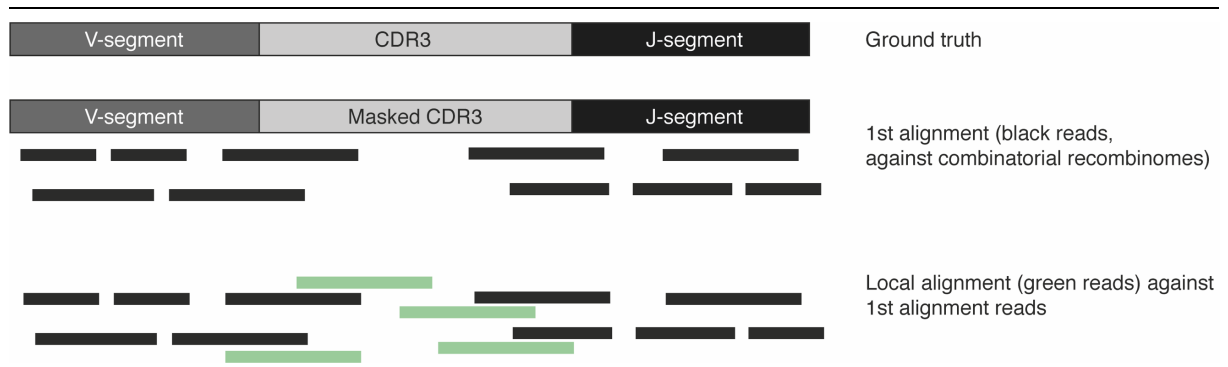 V-segment CDR3 J-segment Ground truth
V-segment Masked CDR3 J-segment
1st alignment (black reads,
against combinatorial recombinomes)
Local alignment (green reads) against
1st alignment reads